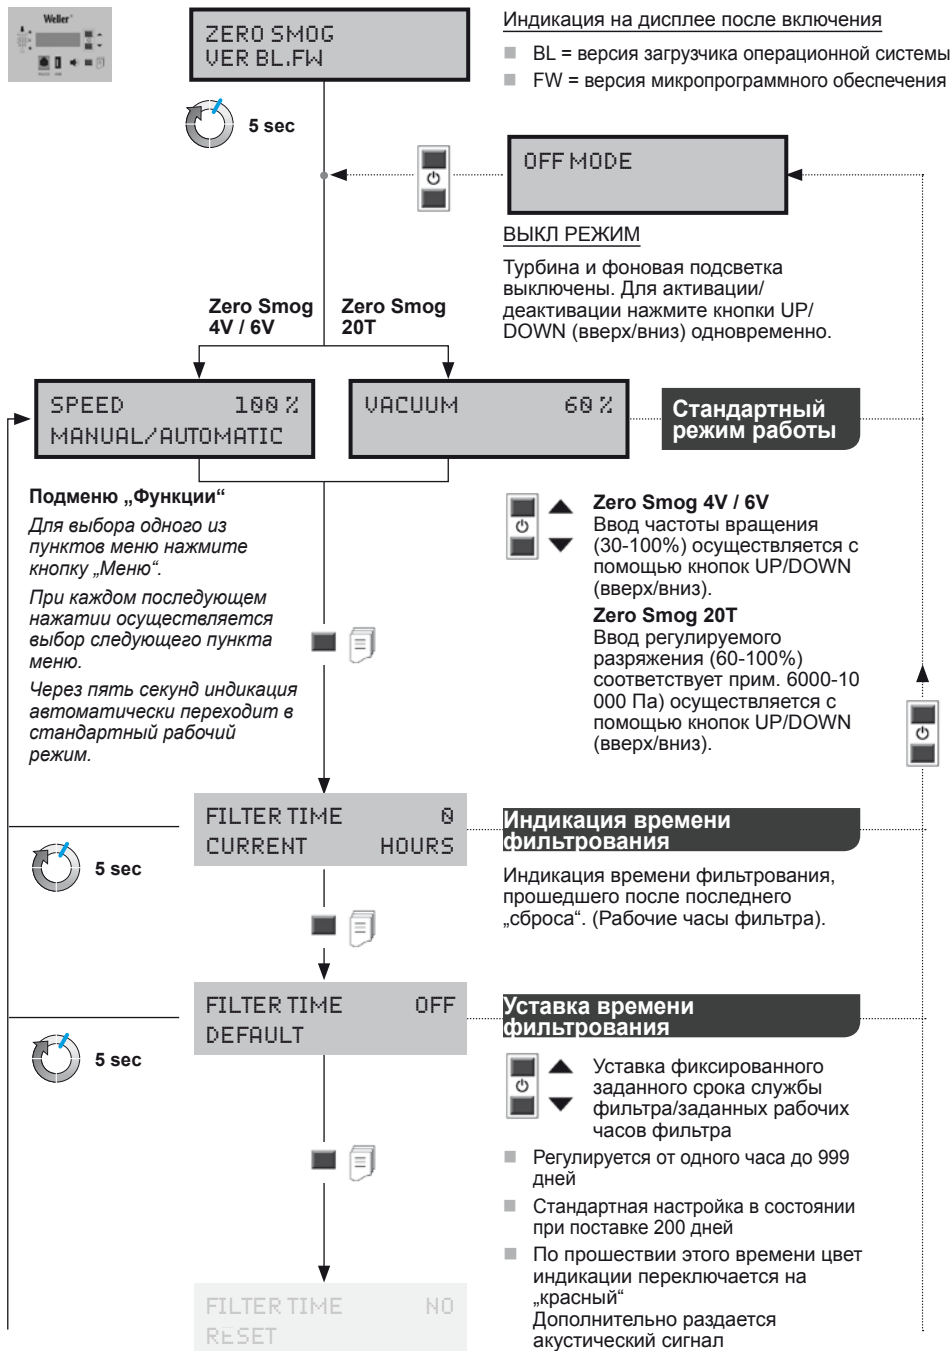 Weller
ZERO SMOG
VER BL.FW
Индикация на дисплее после включения
BL = версия загрузчика операционной системы
FW = версия микропрограммного обеспечения
5 sec
OFF MODE
ВЫКЛ РЕЖИМ
Турбина и фоновая подсветка
выключены. Для активации/
деактивации нажмите кнопки UP/
DOWN (вверх/вниз) одновременно.
Zero Smog
4V / 6V
Zero Smog
20T
SPEED 100 %
MANUAL/AUTOMATIC
VACUUM 60 %
Стандартный
режим работы
Подменю „Функции“
Для выбора одного из
пунктов меню нажмите
кнопку „Меню“.
При каждом последующем
нажатии осуществляется
выбор следующего пункта
меню.
Через пять секунд индикация
автоматически переходит в
стандартный рабочий
режим.
Zero Smog 4V / 6V
Ввод частоты вращения
(30-100%) осуществляется с
помощью кнопок UP/DOWN
(вверх/вниз).
Zero Smog 20T
Ввод регулируемого
разряжения (60-100%)
соответствует прим. 6000-10
000 Па) осуществляется с
помощью кнопок UP/DOWN
(вверх/вниз).
FILTER TIME 0
CURRENT HOURS
5 sec
Индикация времени
фильтрования
Индикация времени фильтрования,
прошедшего после последнего
„сброса“. (Рабочие часы фильтра).
FILTER TIME OFF
DEFAULT
5 sec
Уставка времени
фильтрования
Уставка фиксированного
заданного срока службы
фильтра/заданных рабочих
часов фильтра
Регулируется от одного часа до 999
дней
Стандартная настройка в состоянии
при поставке 200 дней
По прошествии этого времени цвет
индикации переключается на
„красный“
Дополнительно раздается
акустический сигнал
FILTER TIME NO
RESET